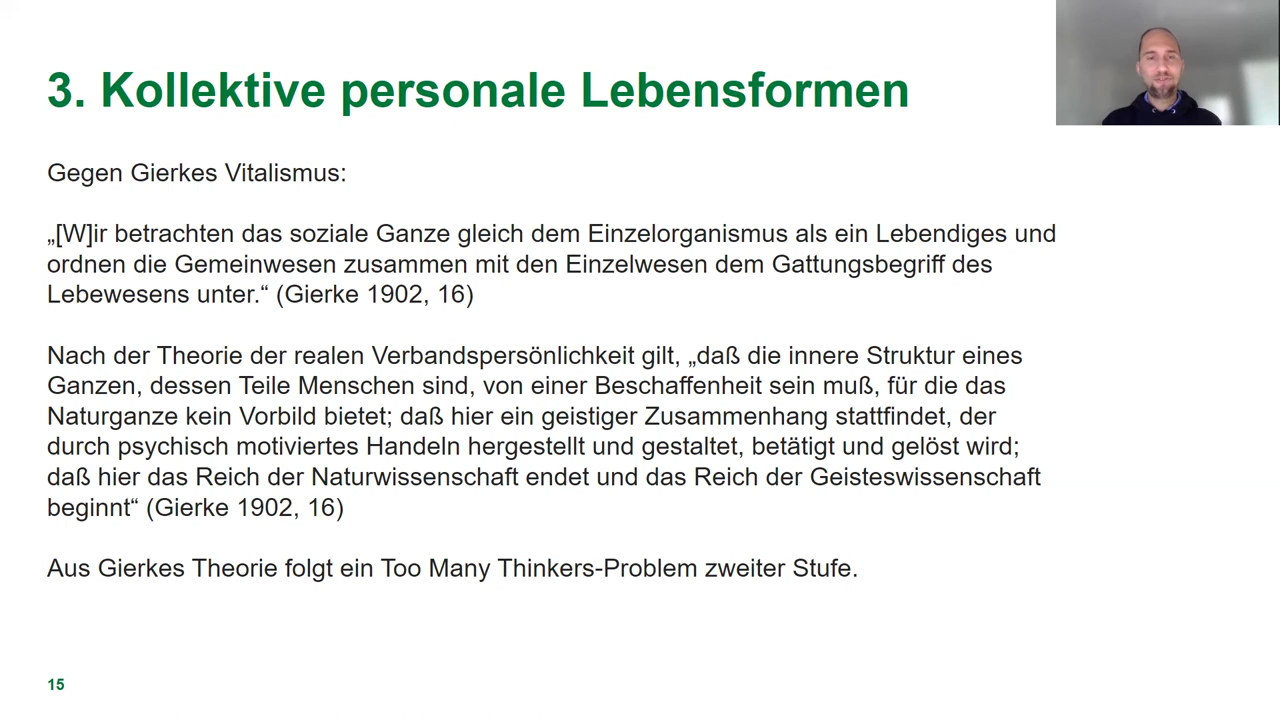 3. Kollektive personale Lebensformen
Gegen Gierkes Vitalismus:
„[W]ir betrachten das soziale Ganze gleich dem Einzelorganismus als ein Lebendiges und
ordnen die Gemeinwesen zusammen mit den Einzelwesen dem Gattungsbegriff des
Lebewesens unter.“ (Gierke 1902, 16)
Nach der Theorie der realen Verbandspersönlichkeit gilt, „daß die innere Struktur eines
Ganzen, dessen Teile Menschen sind, von einer Beschaffenheit sein muß, für die das
Naturganze kein Vorbild bietet; daß hier ein geistiger Zusammenhang stattfindet, der
durch psychisch motiviertes Handeln hergestellt und gestaltet, betätigt und gelöst wird;
daß hier das Reich der Naturwissenschaft endet und das Reich der Geisteswissenschaft
beginnt“ (Gierke 1902, 16)
Aus Gierkes Theorie folgt ein Too Many Thinkers-Problem zweiter Stufe.
15